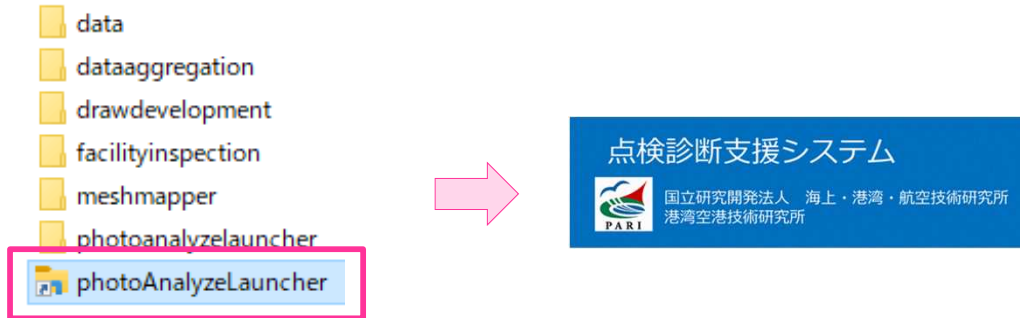 data
dataaggregation
drawdevelopment
facilityinspection
meshmapper
photoanalyzelauncher
photoAnalyzeLauncher
点検診断支援システム
PARI
国立研究開発法人　海上・港湾・航空技術研究所
港湾空港技術研究所